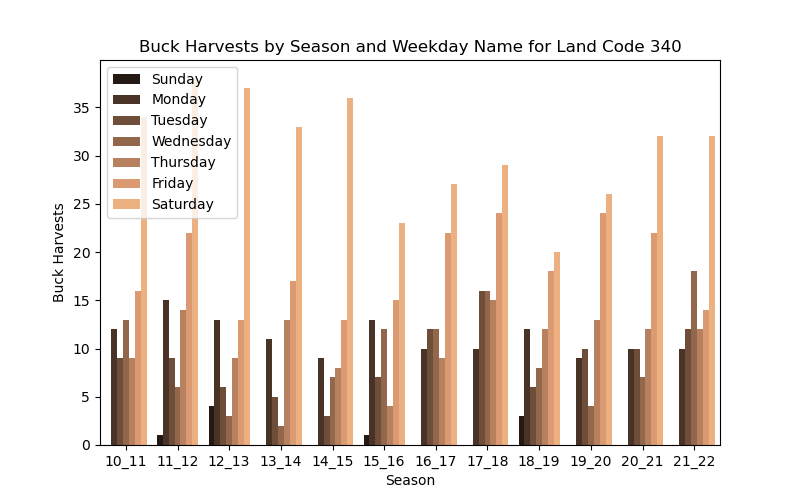 Buck Harvests by Season and Weekday Name for Land Code 340
Sunday
Monday
Tuesday
Wednesday
Thursday
Friday
Saturday
35
30
25
20
15
10
5
0
Buck Harvests
10_11 11_12 12_13 13_14 14_15 15_16 16_17 17_18 18_19 19_20 20_21 21_22
Season